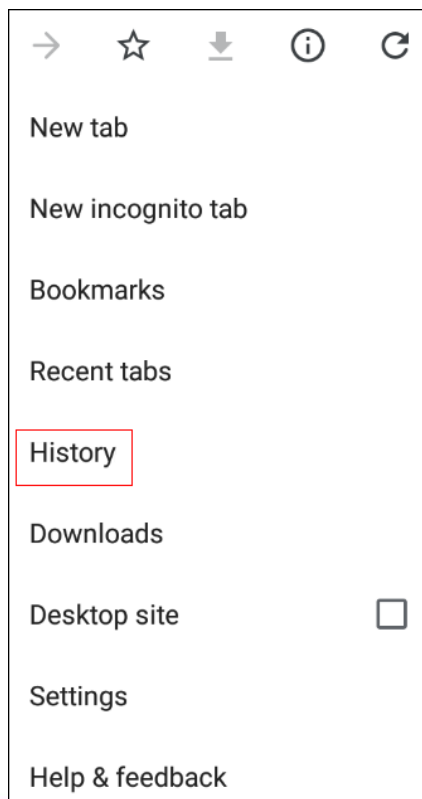 New tab
New incognito tab
Bookmarks
Recent tabs
History
Downloads
Desktop site
Settings
Help & feedback